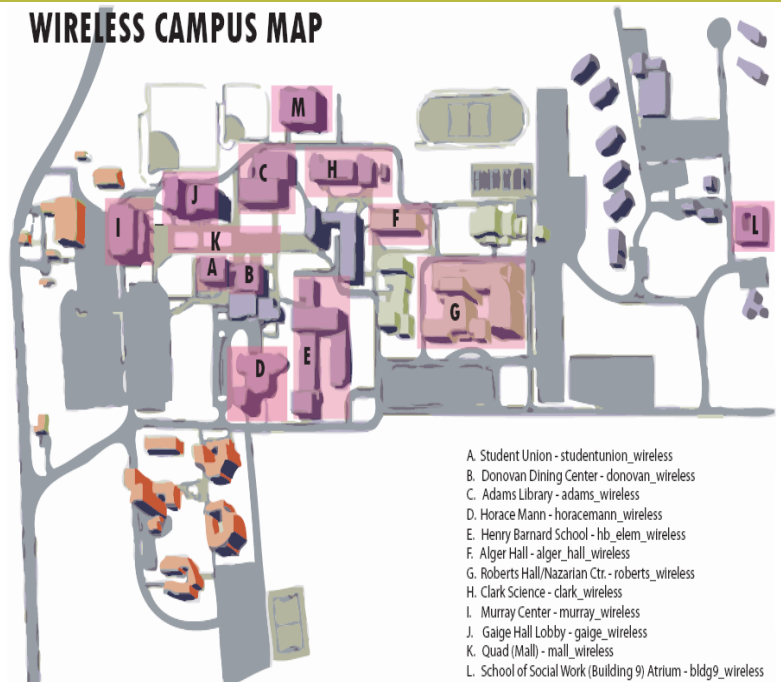 WIRELESS CAMPUS MAP
M
C
H
J
F
I
K
L
A
B
G
E
D
A. Student Union - studentunion_wireless
B. Donovan Dining Center - donovan_wireless
C. Adams Library - adams_wireless
D. Horace Mann - horacemann_wireless
E. Henry Barnard School - hb_elem_wireless
F. Alger Hall - alger_hall_wireless
G. Roberts Hall/Nazarian Ctr. - roberts_wireless
H. Clark Science - clark_wireless
I. Murray Center - murray_wireless
J. Gaige Hall Lobby - gaige_wireless
K. Quad (Mall) - mall_wireless
L. School of Social Work (Building 9) Atrium - bldg9_wireless